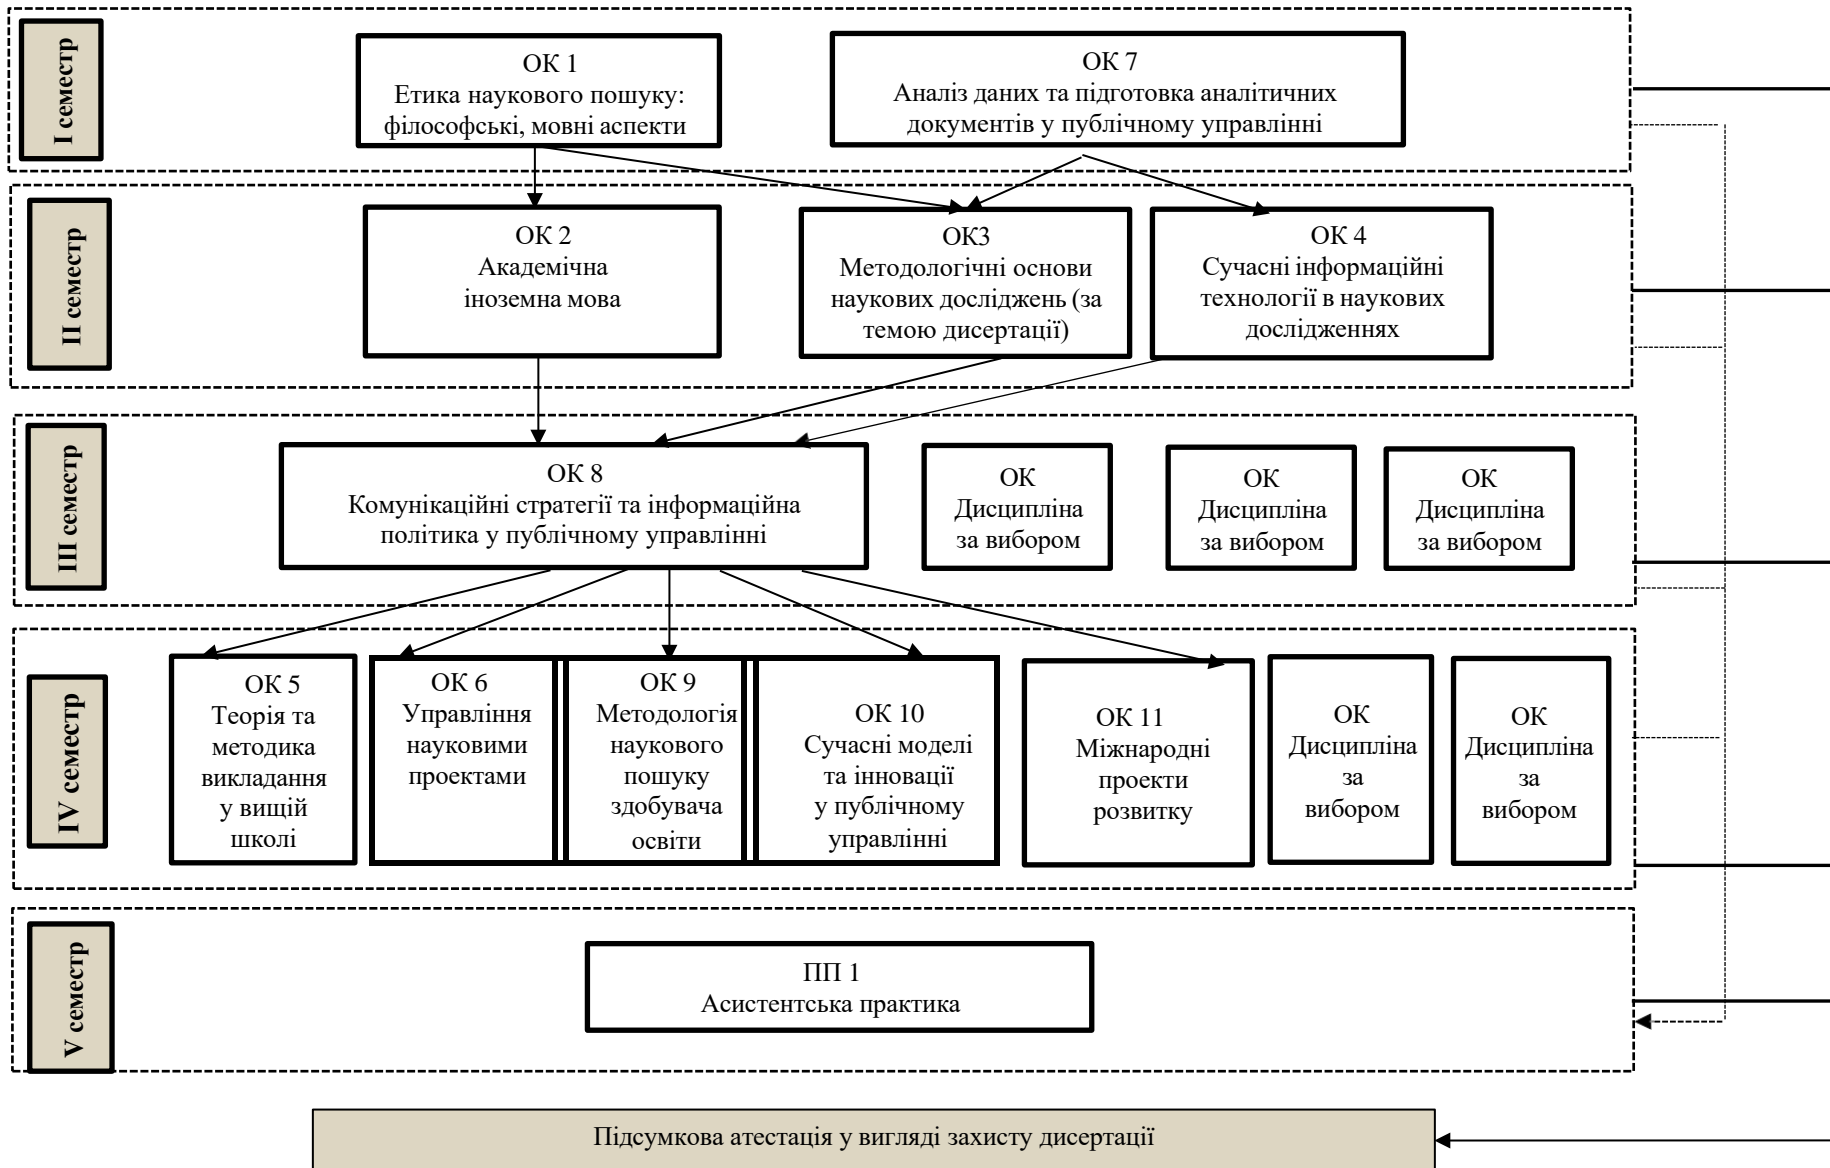 І семестр
ОК 1
Етика наукового пошуку:
філософські, мовні аспекти
ОК 7
Аналіз даних та підготовка аналітичних
документів у публічному управлінні
ІІ семестр
ОК 2
Академічна
іноземна мова
ОК3
Методологічні основи
наукових досліджень (за
темою дисертації)
ОК 4
Сучасні інформаційні
технології в наукових
дослідженнях
ІІІ семестр
ОК 8
Комунікаційні стратегії та інформаційна
політика у публічному управлінні
ОК
Дисципліна
за вибором
ОК
Дисципліна
за вибором
ОК
Дисципліна
за вибором
IV семестр
ОК 5
Теорія та
методика
викладання
у вищій
школі
ОК 6
Управління
науковими
проектами
ОК 9
Методологія
наукового
пошуку
здобувача
освіти
ОК 10
Сучасні моделі
та інновації
у публічному
управлінні
ОК 11
Міжнародні
проекти
розвитку
ОК
Дисципліна
за
вибором
ОК
Дисципліна
за
вибором
V семестр
ПП 1
Асистентська практика
Підсумкова атестація у вигляді захисту дисертації